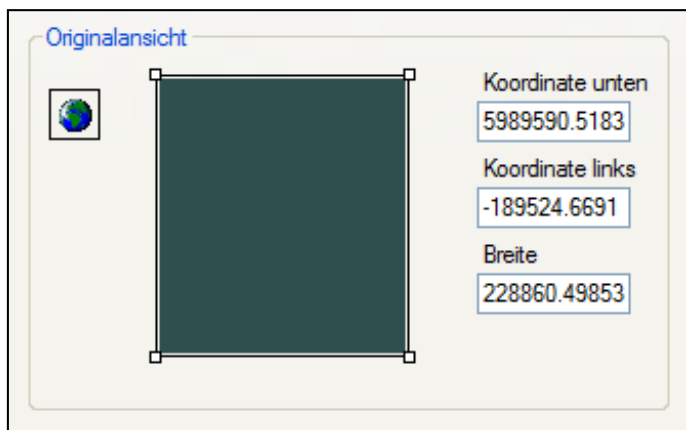 Originalansicht
Koordinate unten
5989590.5183
Koordinate links
-189524.6691
Breite
228860.49853